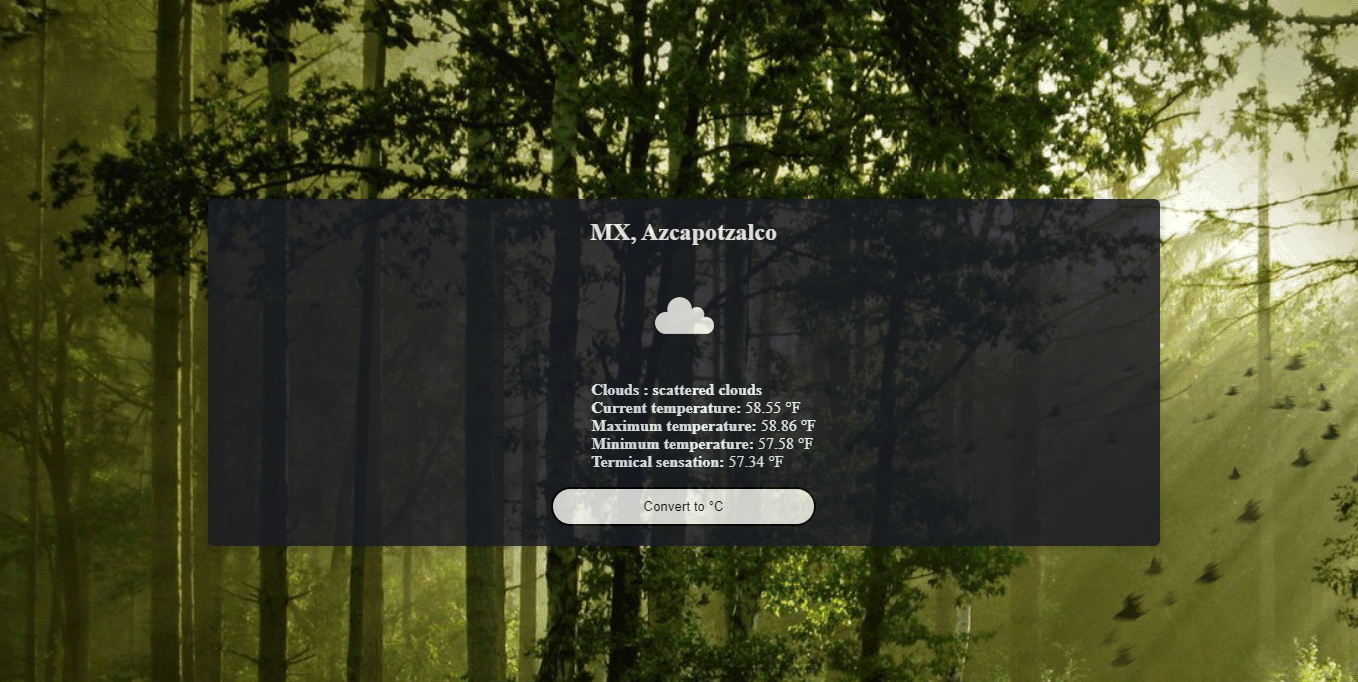 MX, Azcapotzalco
Clouds : scattered clouds
Current temperature: 58.55 °F
Maximum temperature: 58.86 °F
Minimum temperature: 57.58 °F
Termical sensation: 57.34 °F
Convert to °C